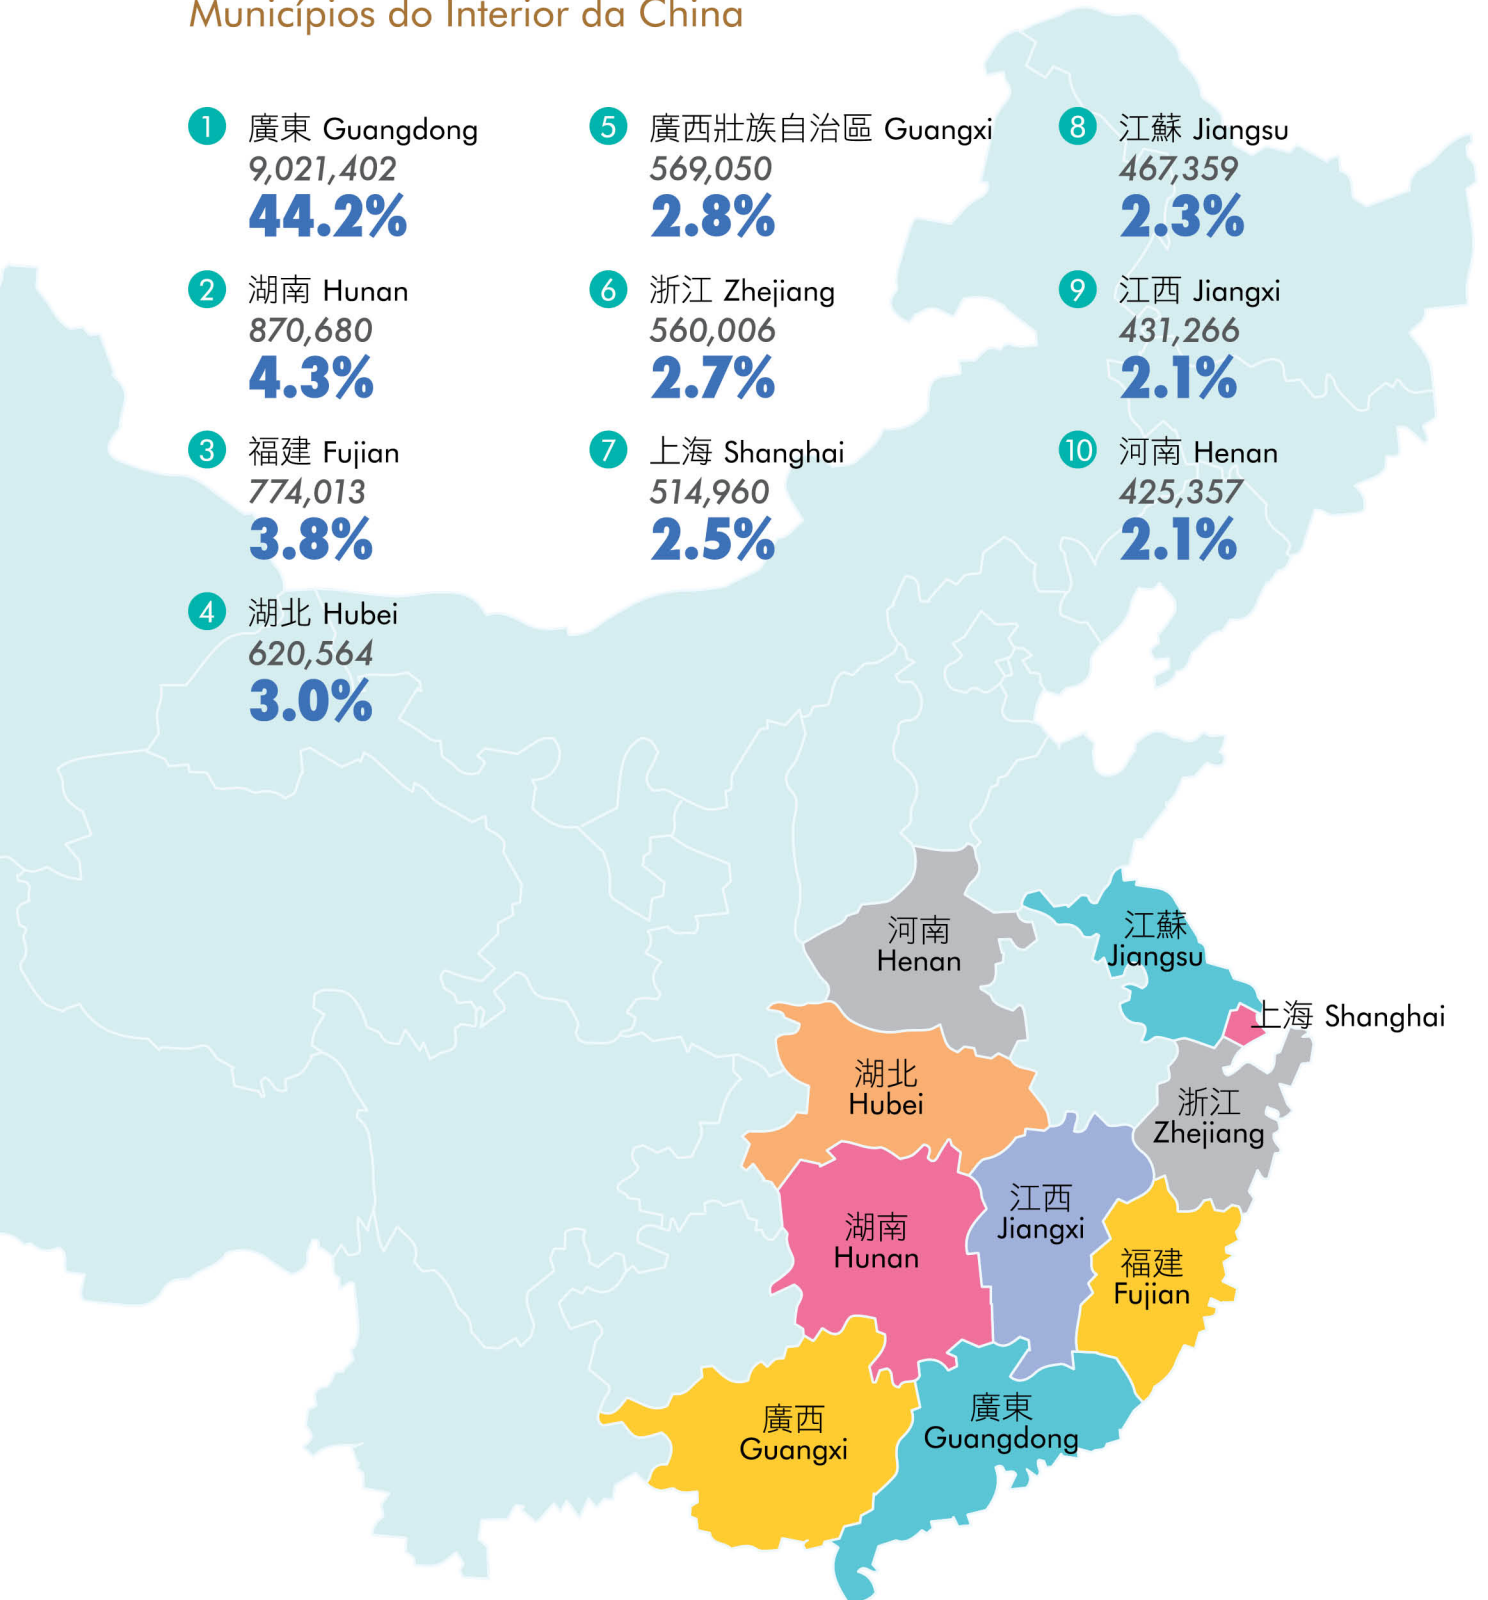 Municípios do Interior da China
1 廣東 Guangdong
9,021,402
44.2%
2 湖南 Hunan
870,680
4.3%
3 福建 Fujian
774,013
3.8%
4 湖北 Hubei
620,564
3.0%
5 廣西壯族自治區 Guangxi
569,050
2.8%
6 浙江 Zhejiang
560,006
2.7%
7 上海 Shanghai
514,960
2.5%
8 江蘇 Jiangsu
467,359
2.3%
9 江西 Jiangxi
431,266
2.1%
10 河南 Henan
425,357
2.1%
河南
Henan
江蘇
Jiangsu
上海 Shanghai
湖北
Hubei
浙江
Zhejiang
湖南
Hunan
江西
Jiangxi
福建
Fujian
廣西
Guangxi
廣東
Guangdong